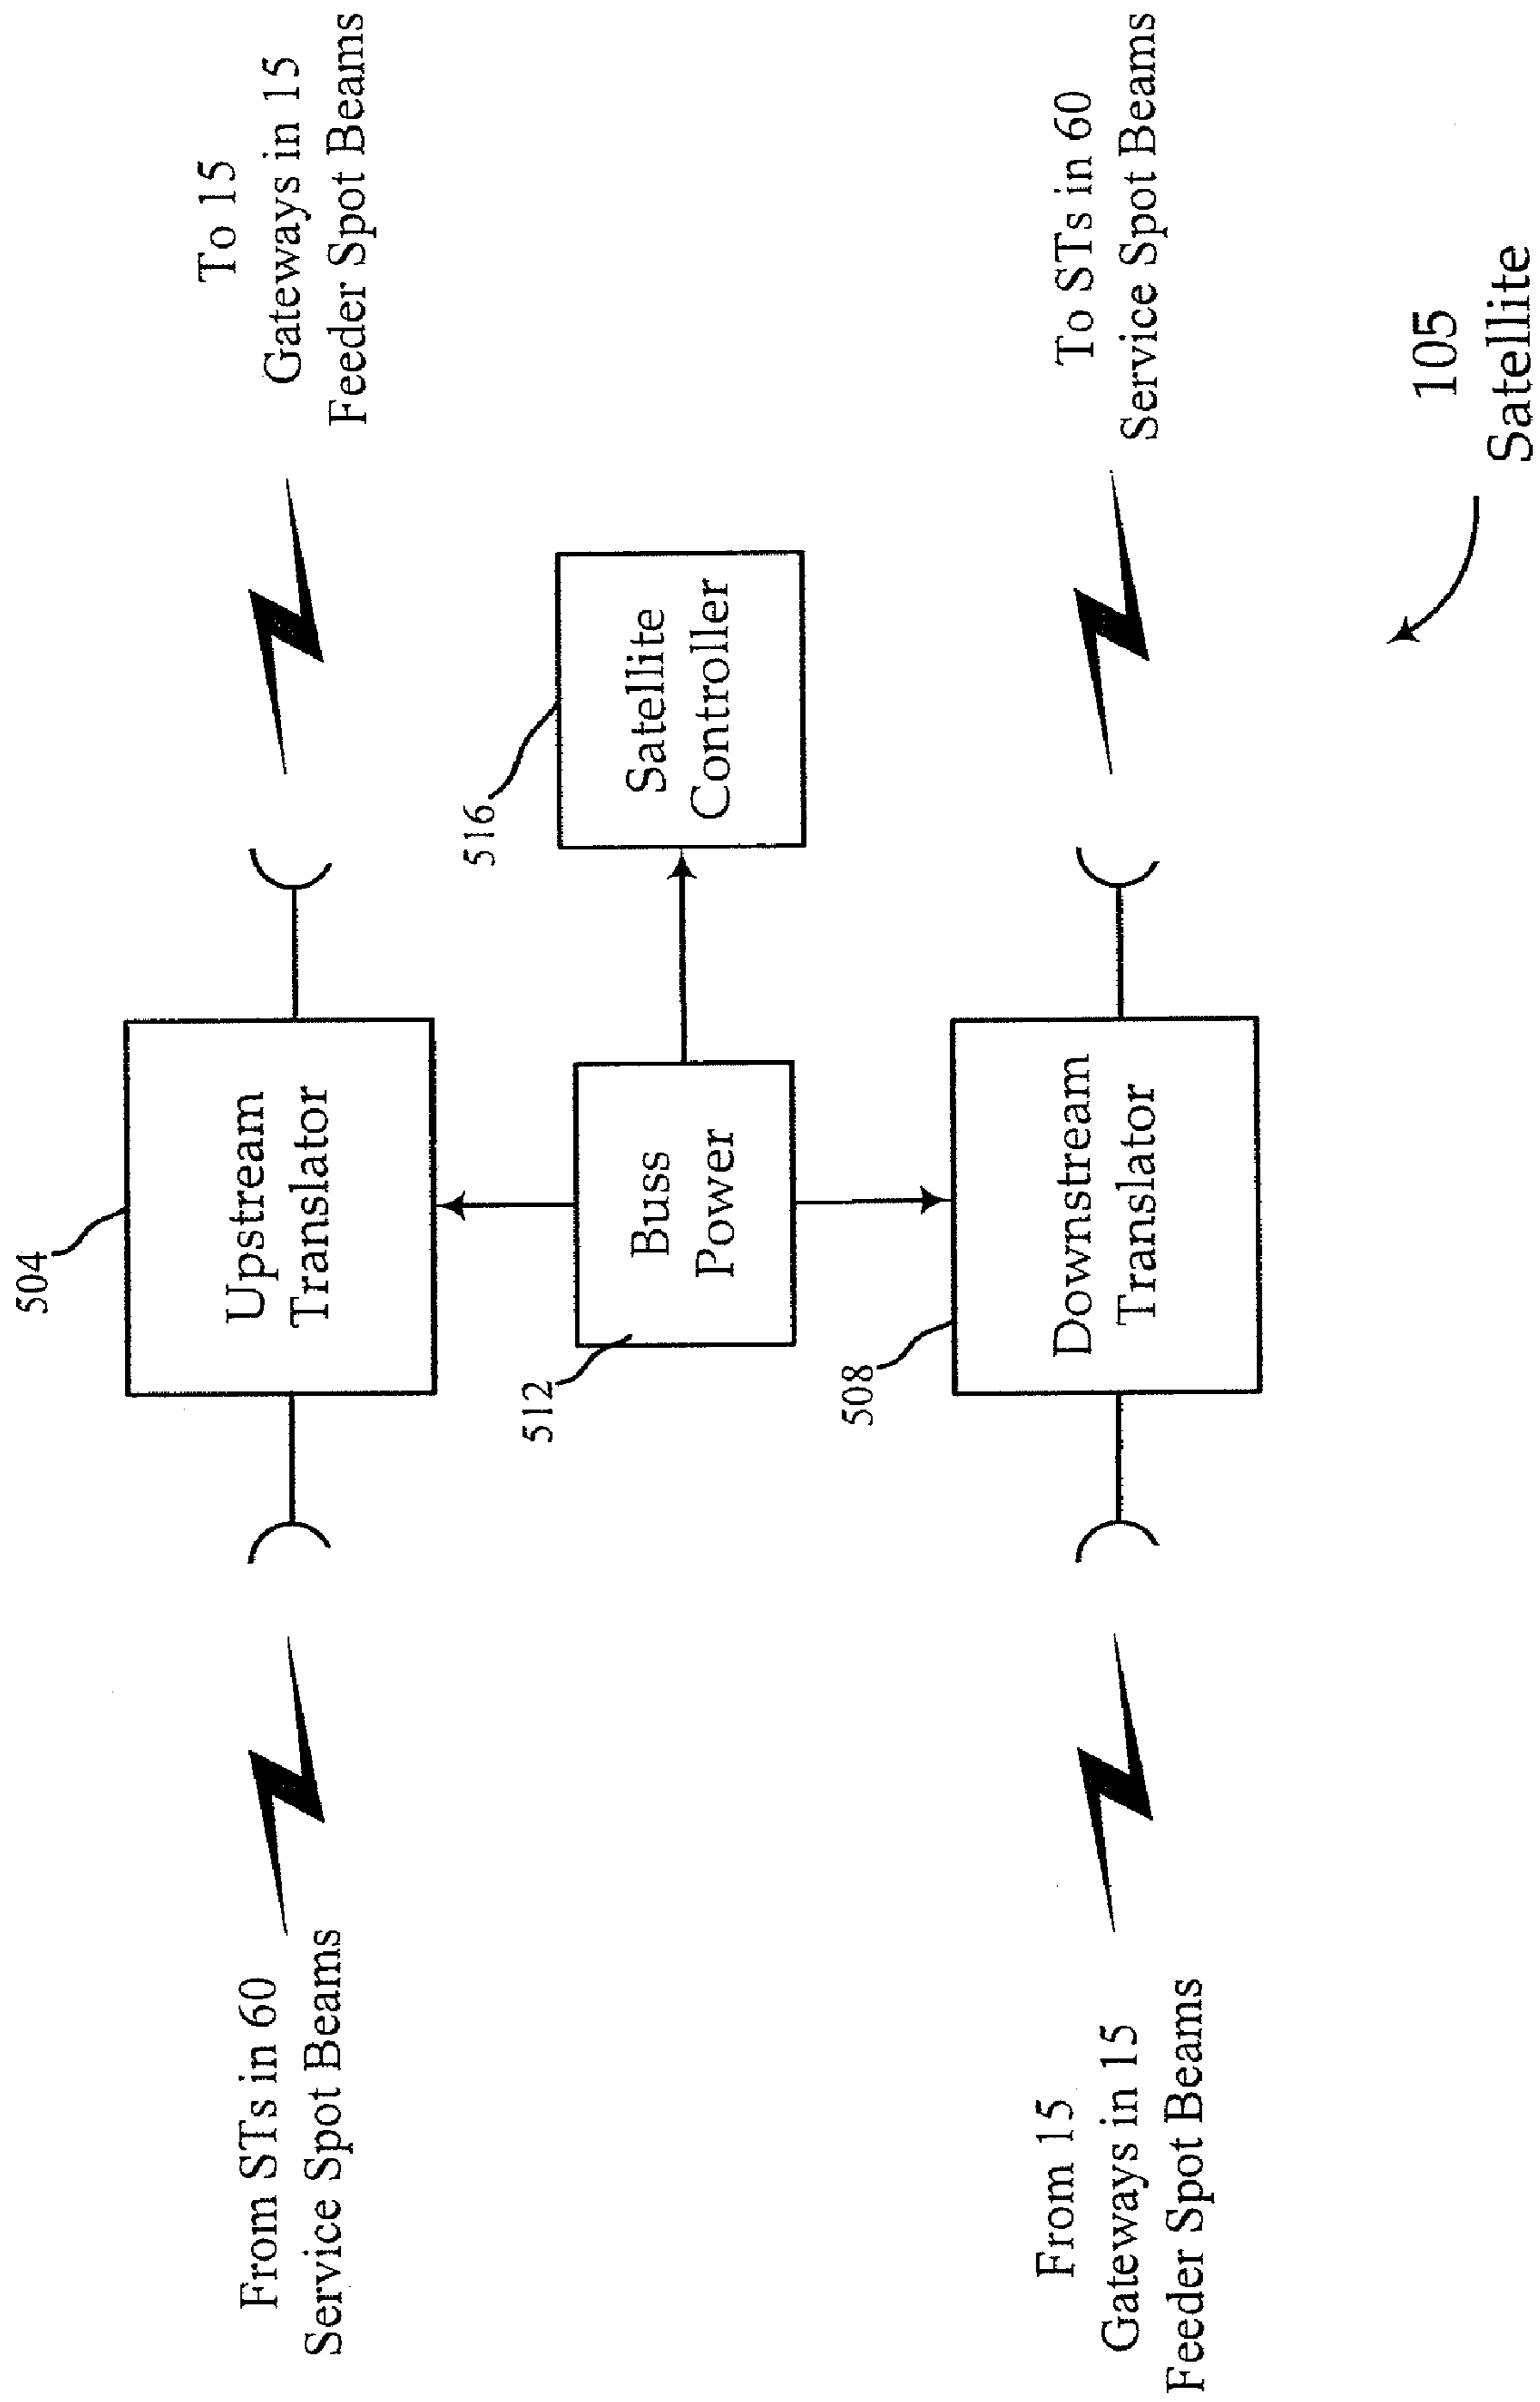 504
Upstream
Translator
From STs in 60
Service Spot Beams
To 15
Gateways in 15
Feeder Spot Beams
512
Buss
Power
516
Satellite
Controller
508
Downstream
Translator
From 15
Gateways in 15
Feeder Spot Beams
To STs in 60
Service Spot Beams
105
Satellite